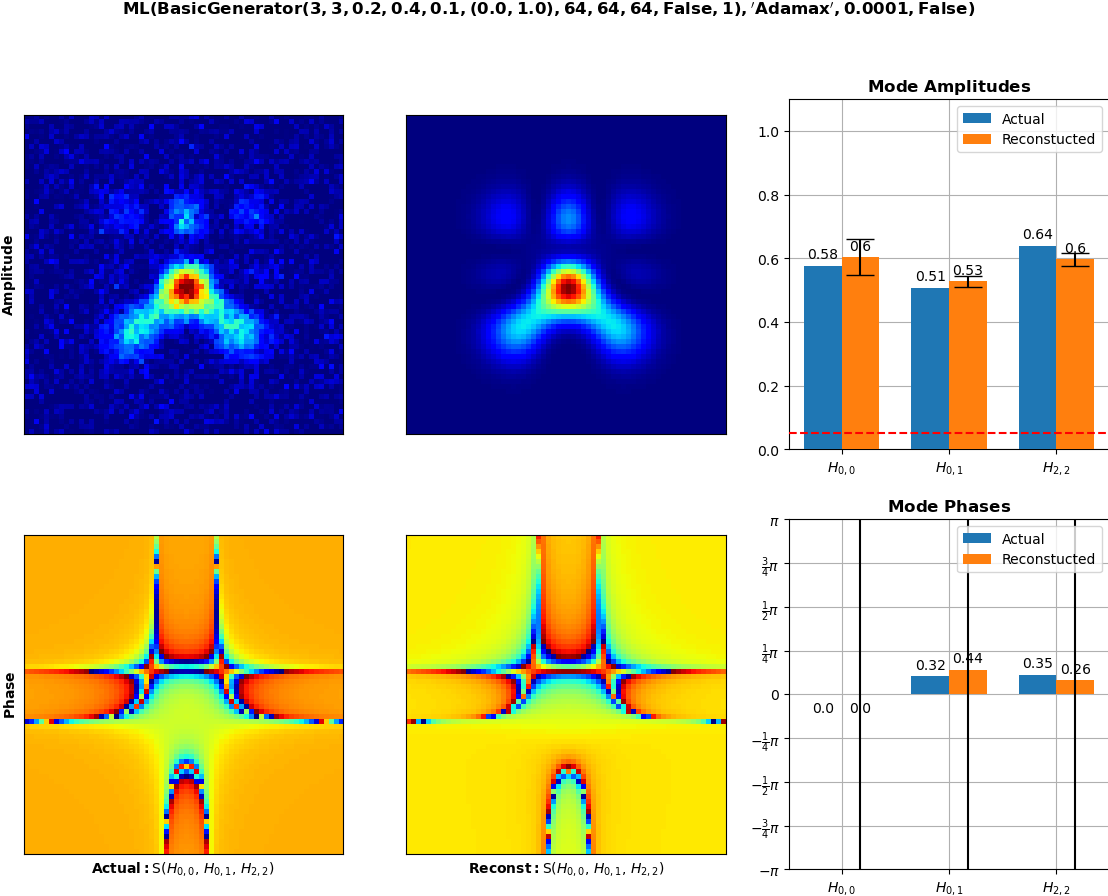 ML(BasicGenerator(3, 3, 0.2, 0.4, 0.1, (0.0, 1.0), 64, 64, 64, False, 1), 'Adamax', 0.0001, False)
Amplitude
Mode Amplitudes
Actual
Reconstucted
1.0
0.8
0.6
0.4
0.2
0.0
0.58
0.6
0.51
0.53
0.64
0.6
H0,0
H0,1
H2,2
Phase
Actual: S(H0,0, H0,1, H2,2)
Reconst: S(H0,0, H0,1, H2,2)
Mode Phases
Actual
Reconstucted
π
3/4π
1/2π
1/4π
0
−1/4π
−1/2π
−3/4π
−π
0.0
0.0
0.32
0.44
0.35
0.26
H0,0
H0,1
H2,2